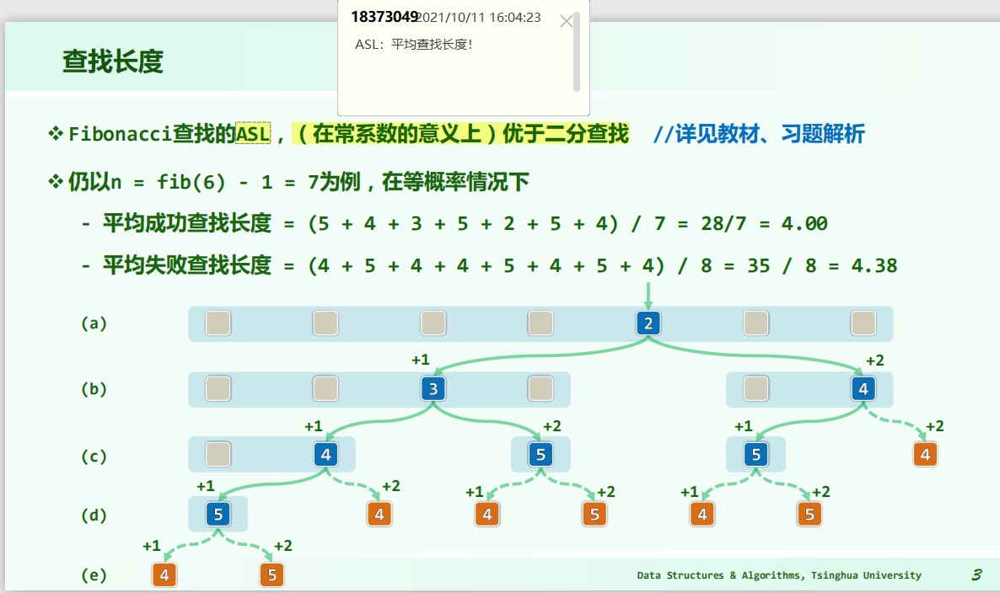 18373049 2021/10/11 16:04:23
ASL：平均查找长度！
查找长度
❖ Fibonacci查找的ASL，（在常系数的意义上）优于二分查找 //详见教材、习题解析
❖ 仍以n = fib(6) - 1 = 7为例，在等概率情况下
- 平均成功查找长度 = (5 + 4 + 3 + 5 + 2 + 5 + 4) / 7 = 28/7 = 4.00
- 平均失败查找长度 = (4 + 5 + 4 + 4 + 5 + 4 + 5 + 4) / 8 = 35 / 8 = 4.38
(a) 2
+1 +2
(b) 3 4
+1 +2 +1 +2
(c) 4 5 5 4
+1 +2 +1 +2 +1 +2
(d) 5 4 4 5 4 5
+1 +2
(e) 4 5
Data Structures & Algorithms, Tsinghua University 3